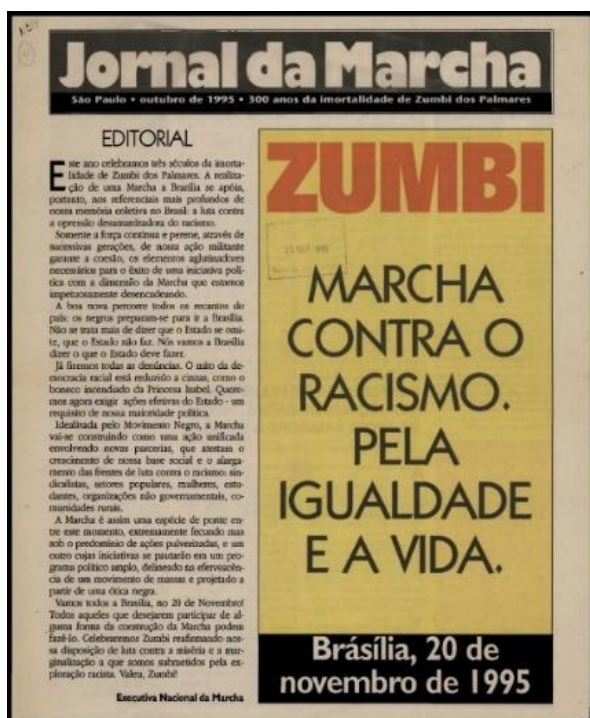 Jornal da Marcha
São Paulo • outubro de 1995 • 300 anos da imortalidade de Zumbi dos Palmares
EDITORIAL
Este ano celebramos três séculos da imorta-
lidade de Zumbi dos Palmares. A realiza-
ção de uma Marcha a Brasília se apóia,
portanto, nos referenciais mais profundos de
nossa memória coletiva no Brasil: a luta contra
a opressão desumanizadora do racismo.
Somente a força contínua e perene, através de
sucessivas gerações, de nossa ação militante
garante a coesão, os elementos aglutinadores
necessários para o êxito de uma iniciativa polí-
tica com a dimensão da Marcha que estamos
impetuosamente desencadeando.
A boa nova percorre todos os recantos do
país: os negros preparam-se para ir a Brasília.
Não se trata mais de dizer que o Estado se omi-
te, que o Estado não faz. Nós vamos a Brasília
dizer o que o Estado deve fazer.
Já fizemos todas as denúncias. O mito da de-
mocracia racial está reduzido a cinzas, como o
boneco incendiado da Princesa Isabel. Quere-
mos agora exigir ações efetivas do Estado - um
requisito de nossa maioridade política.
Idealizada pelo Movimento Negro, a Marcha
vai-se construindo como uma ação unificada
envolvendo novas parcerias, que atestam o
crescimento de nossa base social e o alarga-
mento das frentes de luta contra o racismo: sin-
dicalistas, setores populares, mulheres, estu-
dantes, organizações não governamentais, co-
munidades rurais.
A Marcha é assim uma espécie de ponte en-
tre este momento, extremamente fecundo mas
sob o predomínio de ações pulverizadas, e um
outro cujas iniciativas se pautarão em um pro-
grama político amplo, delineado na efervescên-
cia de um movimento de massas e projetado a
partir de uma ótica negra.
Vamos todos a Brasília, no 20 de Novembro!
Todos aqueles que desejarem participar de al-
guma forma da construção da Marcha podem
fazê-lo. Celebraremos Zumbi reafirmando nos-
sa disposição de luta contra a miséria e a mar-
ginalização a que somos submetidos pela ex-
ploração racista. Valeu, Zumbi!
Executiva Nacional da Marcha
ZUMBI
MARCHA
CONTRA O
RACISMO.
PELA
IGUALDADE
E A VIDA.
Brásília, 20 de
novembro de 1995